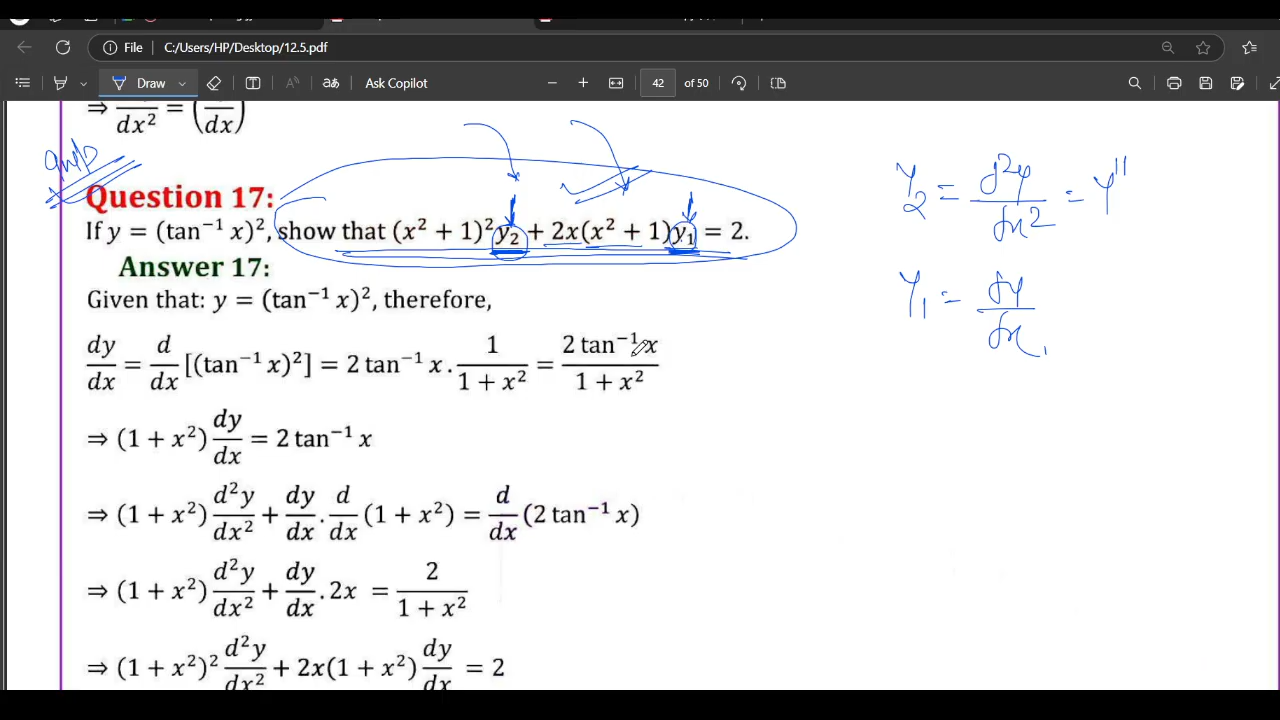 File | C:/Users/HP/Desktop/12.5.pdf
Draw Ask Copilot 42 of 50
⇒ dx² = (dx)
Question 17:
If y = (tan⁻¹ x)², show that (x² + 1)²y₂ + 2x(x² + 1)y₁ = 2.
Answer 17:
Given that: y = (tan⁻¹ x)², therefore,
dy/dx = d/dx [(tan⁻¹ x)²] = 2 tan⁻¹ x . 1/(1 + x²) = 2 tan⁻¹ x/(1 + x²)
⇒ (1 + x²) dy/dx = 2 tan⁻¹ x
⇒ (1 + x²) d²y/dx² + dy/dx . d/dx (1 + x²) = d/dx (2 tan⁻¹ x)
⇒ (1 + x²) d²y/dx² + dy/dx . 2x = 2/(1 + x²)
⇒ (1 + x²)² d²y/dx² + 2x(1 + x²) dy/dx = 2
y₂ = d²y/dx² = y"
y₁ = dy/dx